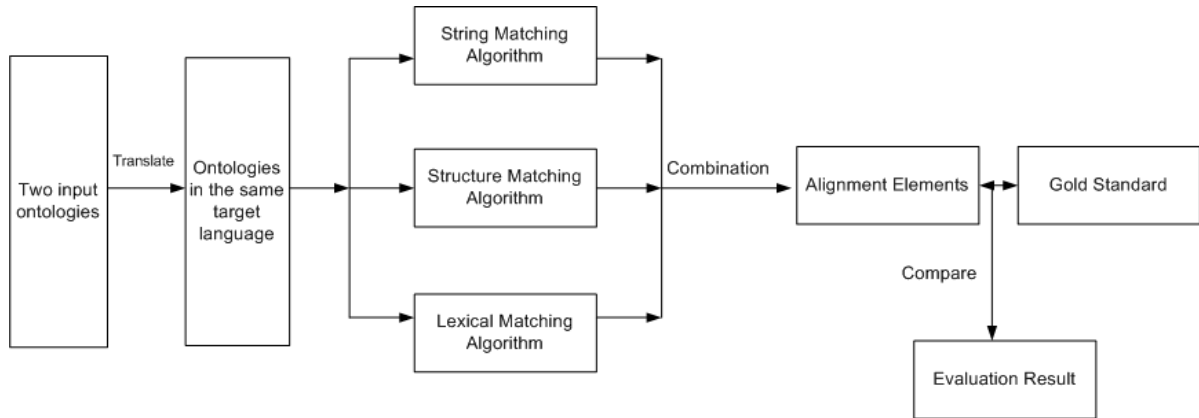 Two input
ontologies
Translate
Ontologies
in the same
target
language
String Matching
Algorithm
Structure Matching
Algorithm
Lexical Matching
Algorithm
Combination
Alignment Elements
Gold Standard
Compare
Evaluation Result